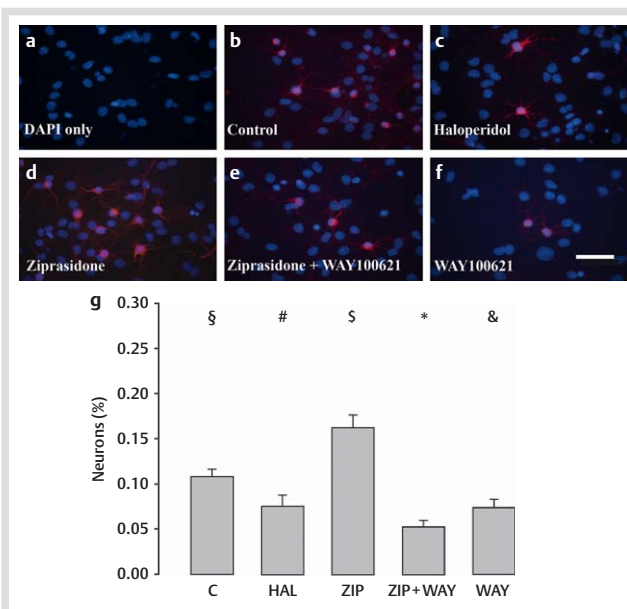 a
b
c
DAPI only
Control
Haloperidol
d
e
f
Ziprasidone
Ziprasidone + WAY100621
WAY100621
g
0.30
§ # $ * &
0.25
0.20
0.15
0.10
0.05
0.00
Neurons (%)
C HAL ZIP ZIP+WAY WAY